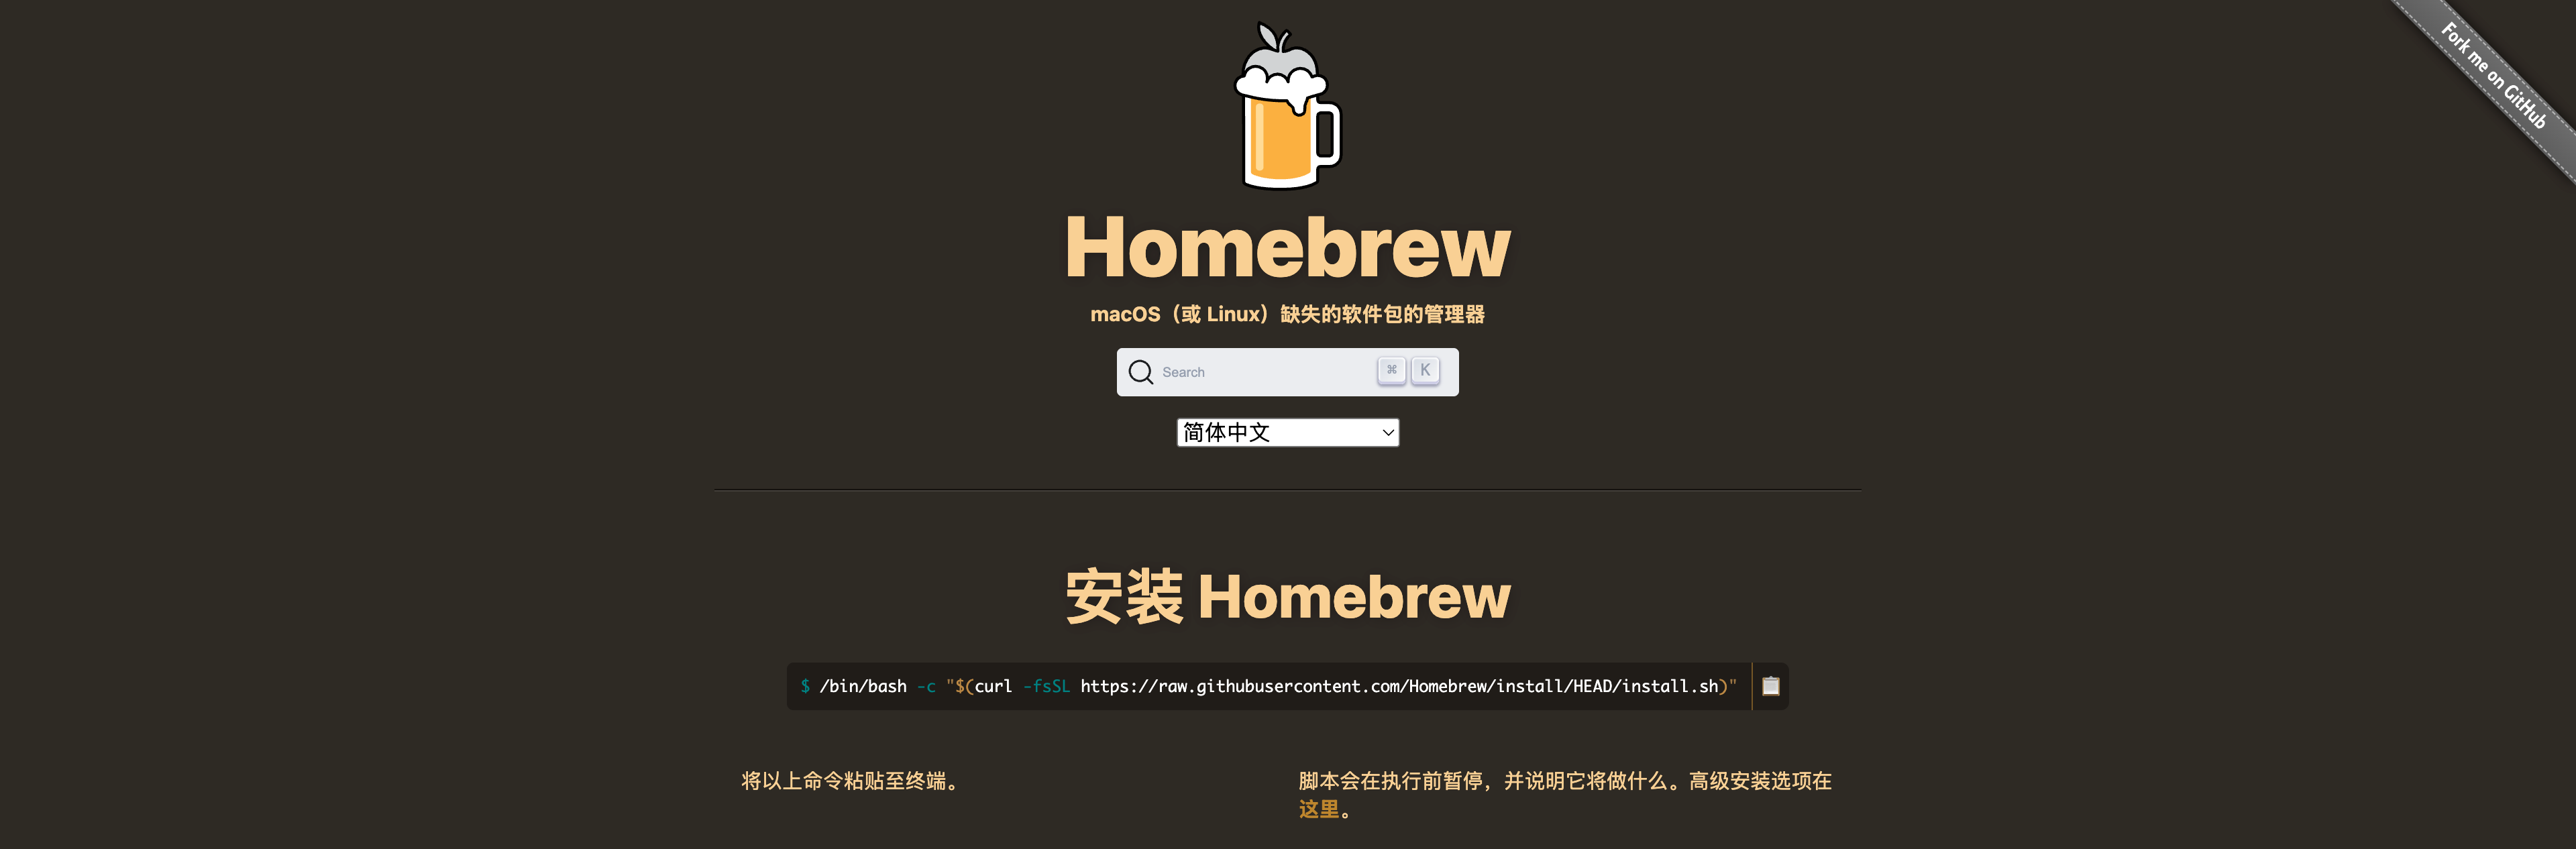 Fork me on GitHub
Homebrew
macOS（或 Linux）缺失的软件包的管理器
Search ⌘ K
简体中文
安装 Homebrew
$ /bin/bash -c "$(curl -fsSL https://raw.githubusercontent.com/Homebrew/install/HEAD/install.sh)"
将以上命令粘贴至终端。
脚本会在执行前暂停，并说明它将做什么。高级安装选项在
这里。